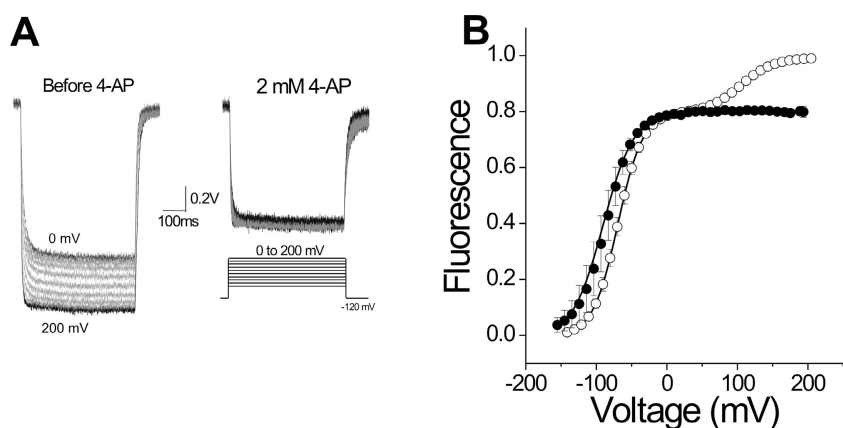 A
Before 4-AP
2 mM 4-AP
0.2V
100ms
0 mV
200 mV
0 to 200 mV
-120 mV
B
Fluorescence
1.0
0.8
0.6
0.4
0.2
0.0
-200
-100
0
100
200
Voltage (mV)